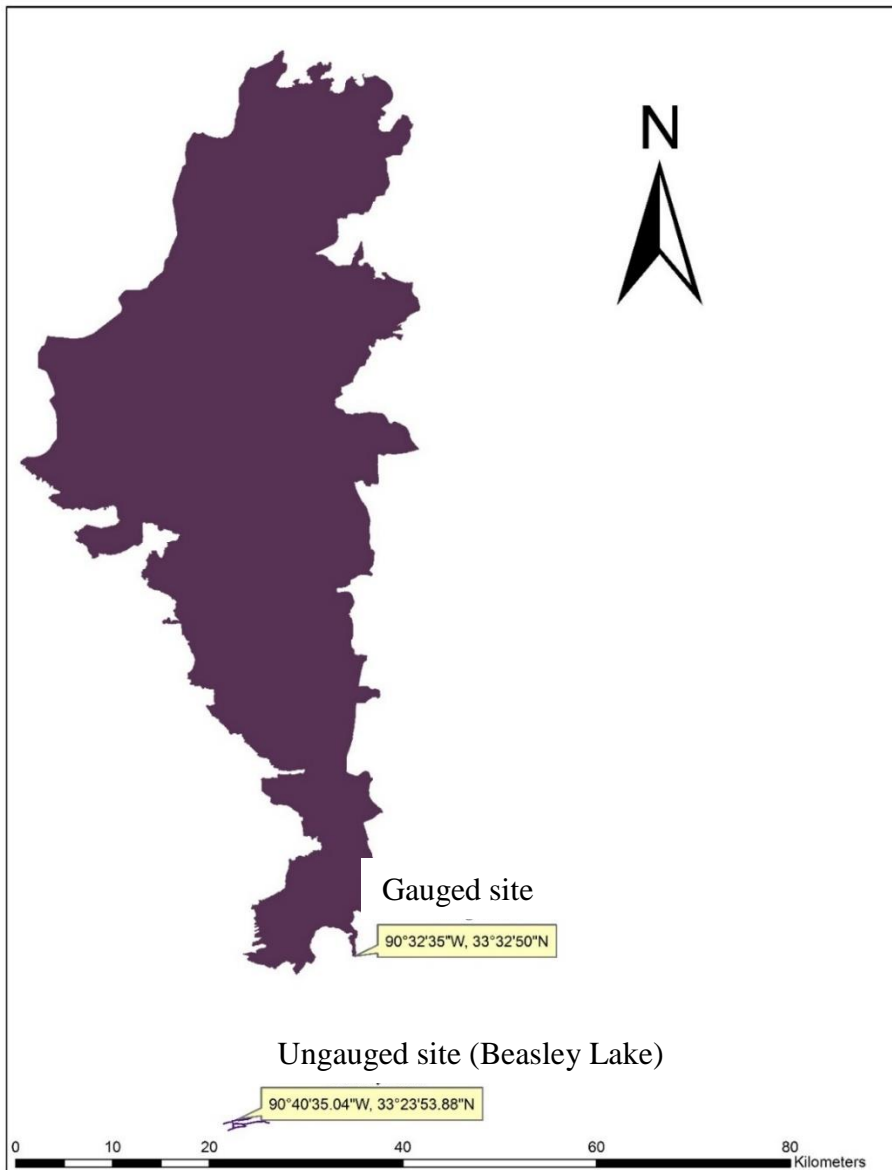 N
Gauged site
90°32'35"W, 33°32'50"N
Ungauged site (Beasley Lake)
90°40'35.04"W, 33°23'53.88"N
0 10 20 40 60 80
Kilometers